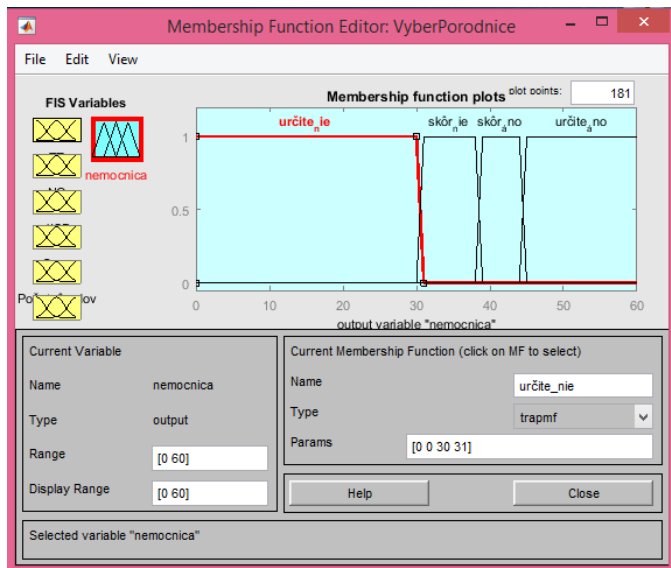 Membership Function Editor: VyberPorodnice
File Edit View
FIS Variables
nemocnica
Membership function plots
plot points:
181
určite_nie
skôr_nie
skôr_ano
určite_ano
1
0.5
0
0 10 20 30 40 50 60
output variable "nemocnica"
Current Variable
Name nemocnica
Type output
Range [0 60]
Display Range [0 60]
Current Membership Function (click on MF to select)
Name určite_nie
Type trapmf
Params [0 0 30 31]
Help Close
Selected variable "nemocnica"